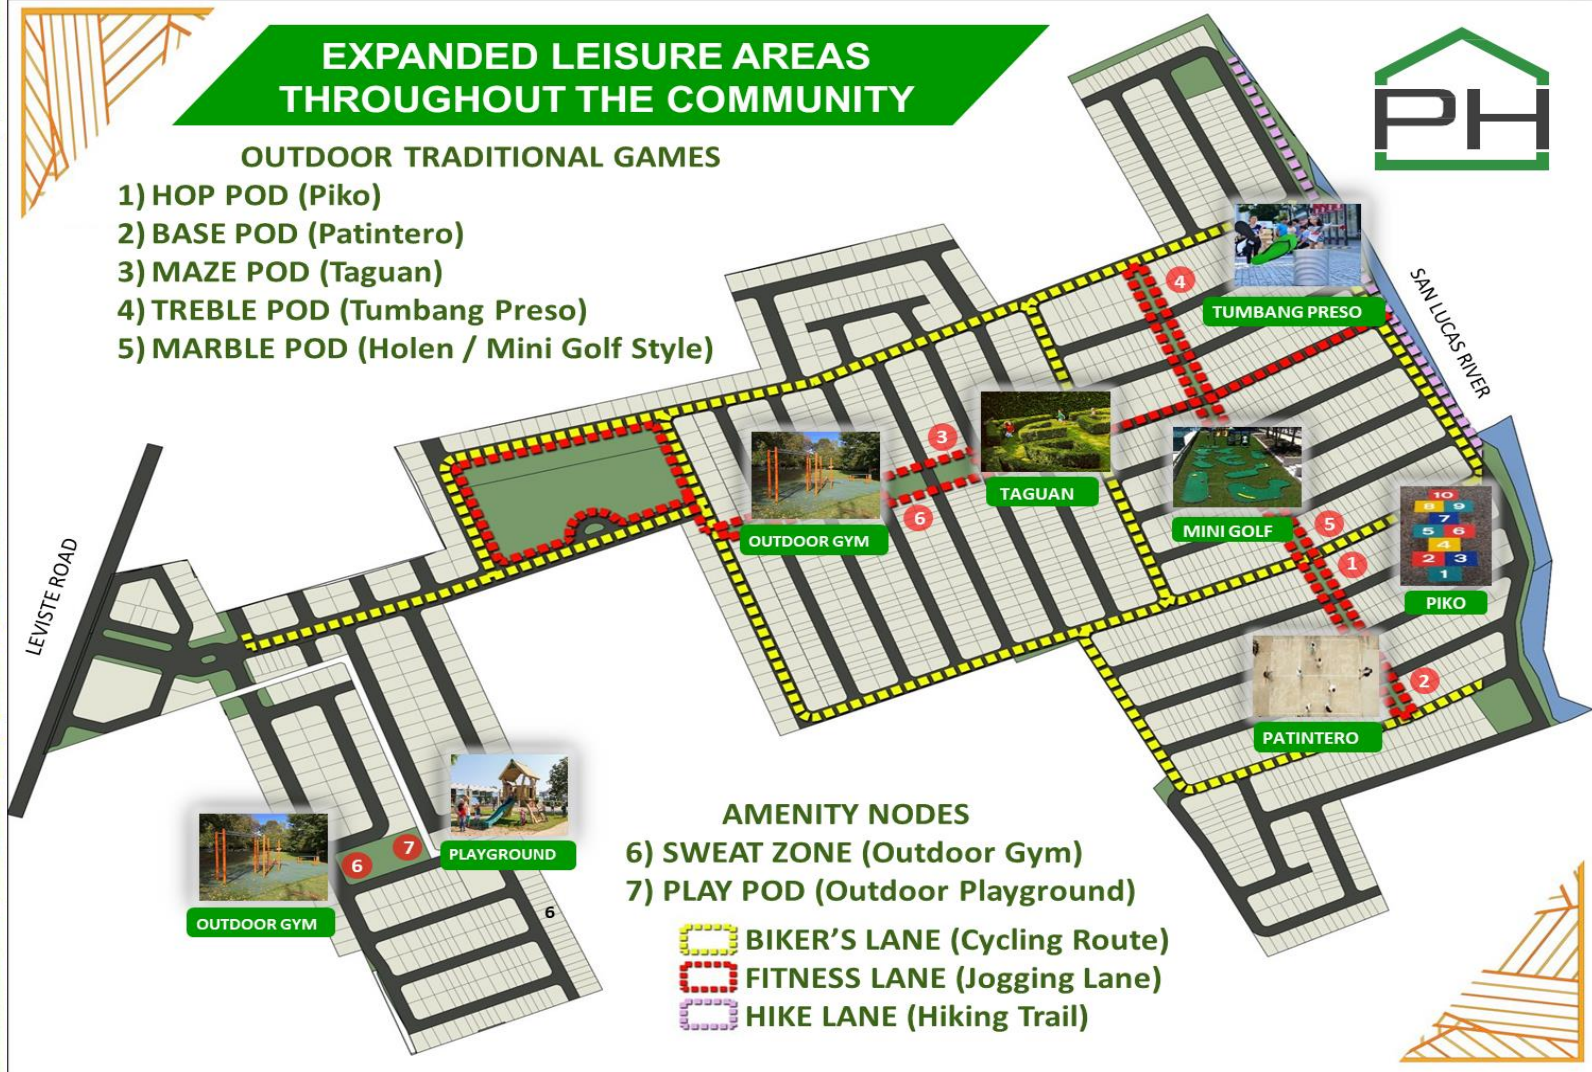 EXPANDED LEISURE AREAS
THROUGHOUT THE COMMUNITY
PH
OUTDOOR TRADITIONAL GAMES
1) HOP POD (Piko)
2) BASE POD (Patintero)
3) MAZE POD (Taguan)
4) TREBLE POD (Tumbang Preso)
5) MARBLE POD (Holen / Mini Golf Style)
4
TUMBANG PRESO
SAN LUCAS RIVER
3
TAGUAN
6
OUTDOOR GYM
MINI GOLF
5
1
10
8 9
7
5 6
4
2 3
1
PIKO
LEVISTE ROAD
2
PATINTERO
6
7
PLAYGROUND
OUTDOOR GYM
6
AMENITY NODES
6) SWEAT ZONE (Outdoor Gym)
7) PLAY POD (Outdoor Playground)
BIKER'S LANE (Cycling Route)
FITNESS LANE (Jogging Lane)
HIKE LANE (Hiking Trail)